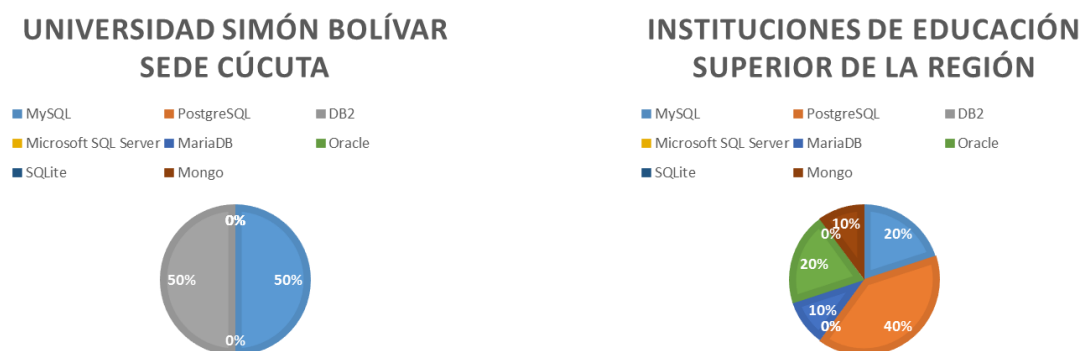 UNIVERSIDAD SIMÓN BOLÍVAR
SEDE CÚCUTA
MySQL PostgreSQL DB2
Microsoft SQL Server MariaDB Oracle
SQLite Mongo
0%
50% 50%
0%
INSTITUCIONES DE EDUCACIÓN
SUPERIOR DE LA REGIÓN
MySQL PostgreSQL DB2
Microsoft SQL Server MariaDB Oracle
SQLite Mongo
10%
0% 20%
20%
10%
0% 40%